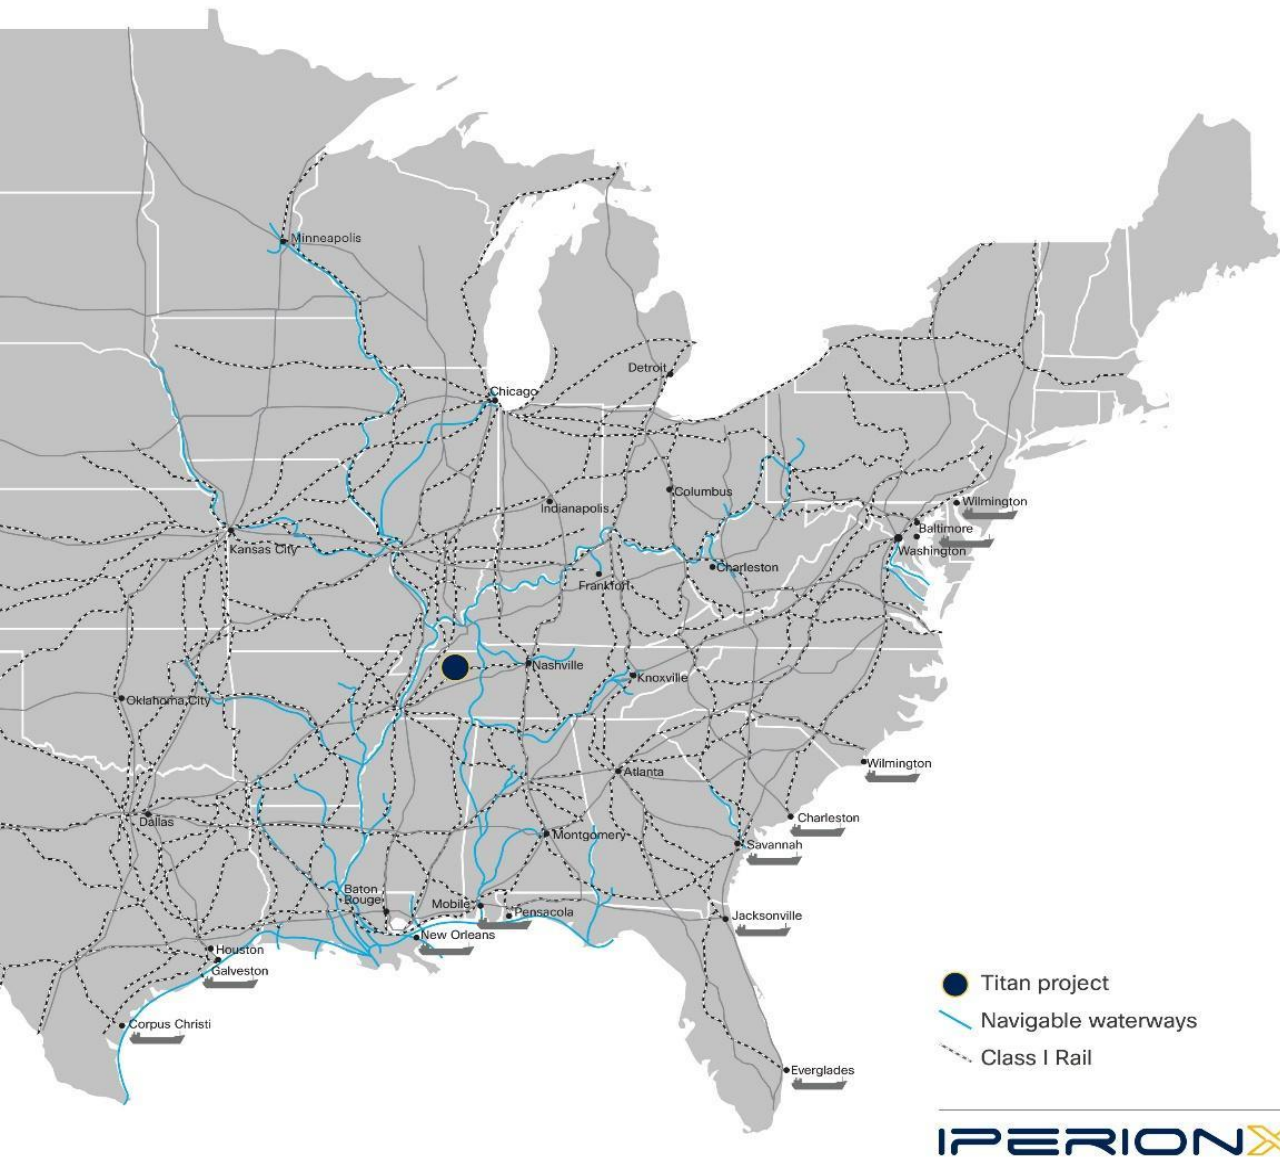 Minneapolis
Detroit
Chicago
Columbus
Indianapolis
Wilmington
Baltimore
Washington
Kansas City
Charleston
Frankfort
Nashville
Knoxville
Oklahoma City
Wilmington
Atlanta
Charleston
Dallas
Montgomery
Savannah
Baton
Rouge
Mobile
Pensacola
Jacksonville
New Orleans
Houston
Galveston
Corpus Christi
Everglades
Titan project
Navigable waterways
Class I Rail
IPERIONX